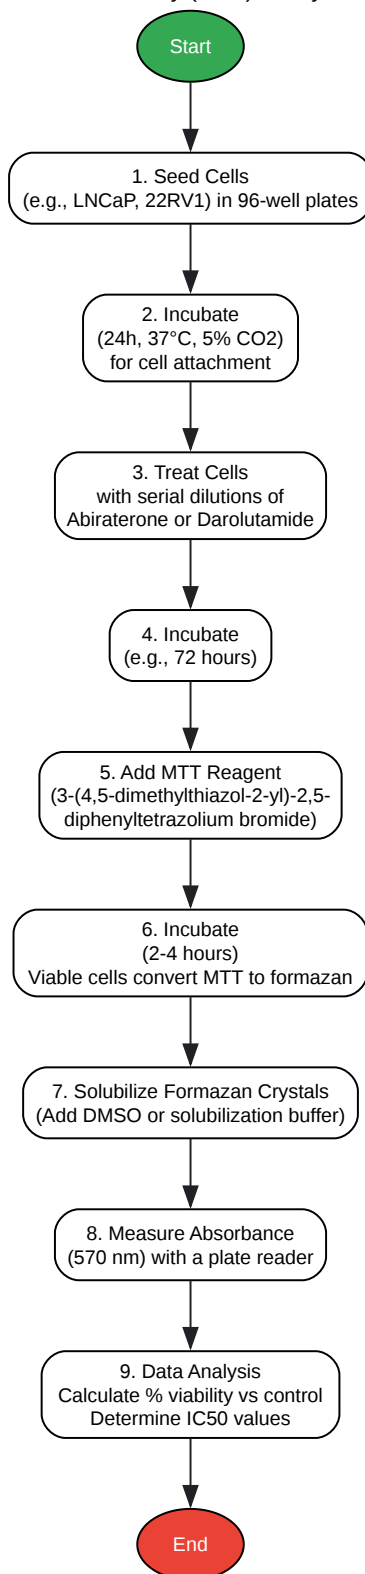 Start
1. Seed Cells
(e.g., LNCaP, 22RV1) in 96-well plates
2. Incubate
(24h, 37°C, 5% CO2)
for cell attachment
3. Treat Cells
with serial dilutions of
Abiraterone or Darolutamide
4. Incubate
(e.g., 72 hours)
5. Add MTT Reagent
(3-(4,5-dimethylthiazol-2-yl)-2,5-
diphenyltetrazolium bromide)
6. Incubate
(2-4 hours)
Viable cells convert MTT to formazan
7. Solubilize Formazan Crystals
(Add DMSO or solubilization buffer)
8. Measure Absorbance
(570 nm) with a plate reader
9. Data Analysis
Calculate % viability vs control
Determine IC50 values
End